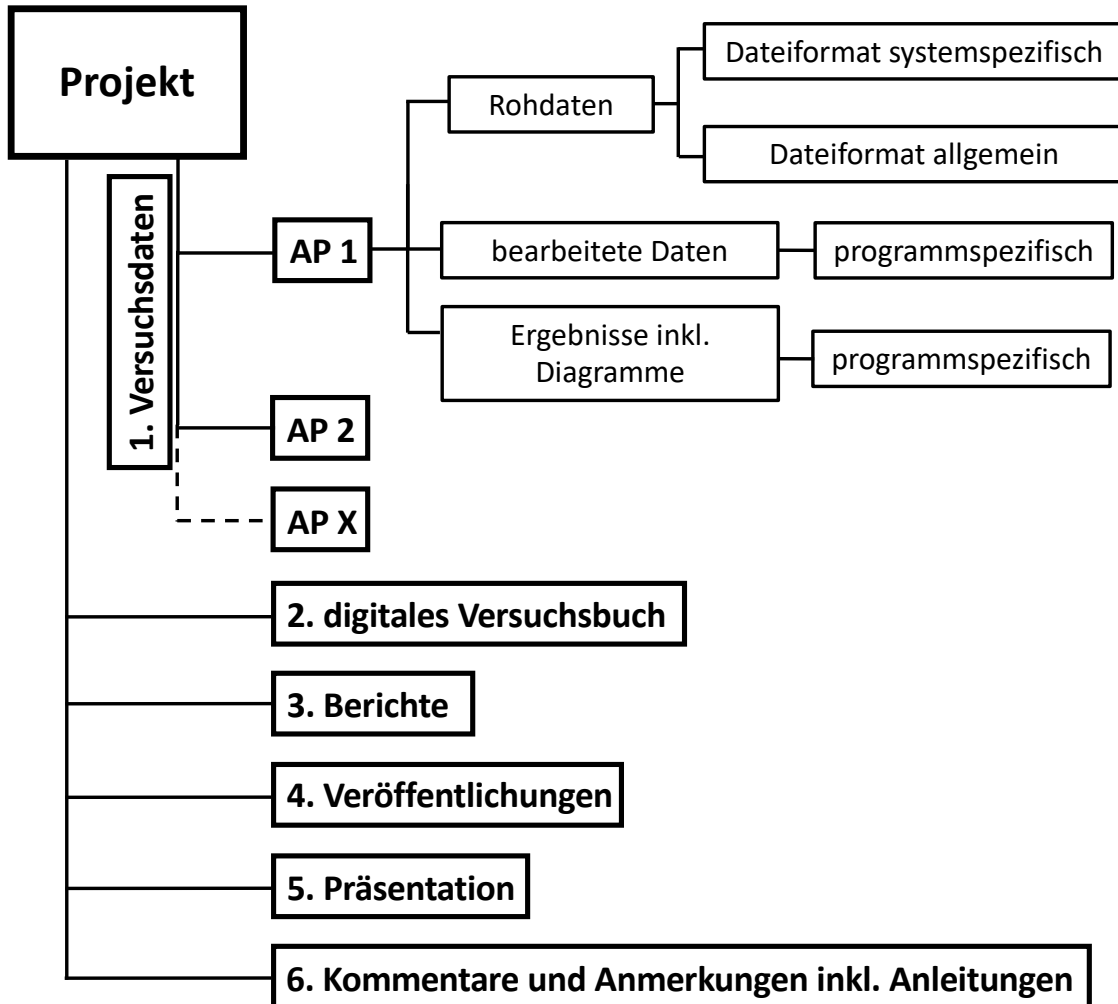 Projekt
1. Versuchsdaten
AP 1
Rohdaten
Dateiformat systemspezifisch
Dateiformat allgemein
bearbeitete Daten
programmspezifisch
Ergebnisse inkl.
Diagramme
programmspezifisch
AP 2
AP X
2. digitales Versuchsbuch
3. Berichte
4. Veröffentlichungen
5. Präsentation
6. Kommentare und Anmerkungen inkl. Anleitungen